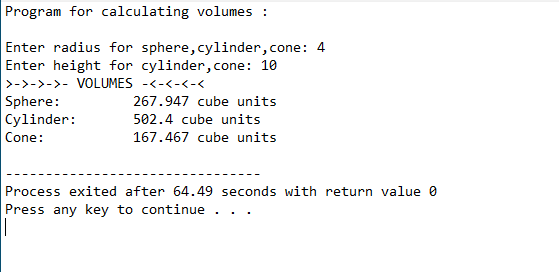 Program for calculating volumes :
Enter radius for sphere,cylinder,cone: 4
Enter height for cylinder,cone: 10
>->->->- VOLUMES -<-<-<-<
Sphere:         267.947 cube units
Cylinder:       502.4 cube units
Cone:           167.467 cube units
--------------------------------
Process exited after 64.49 seconds with return value 0
Press any key to continue . . .